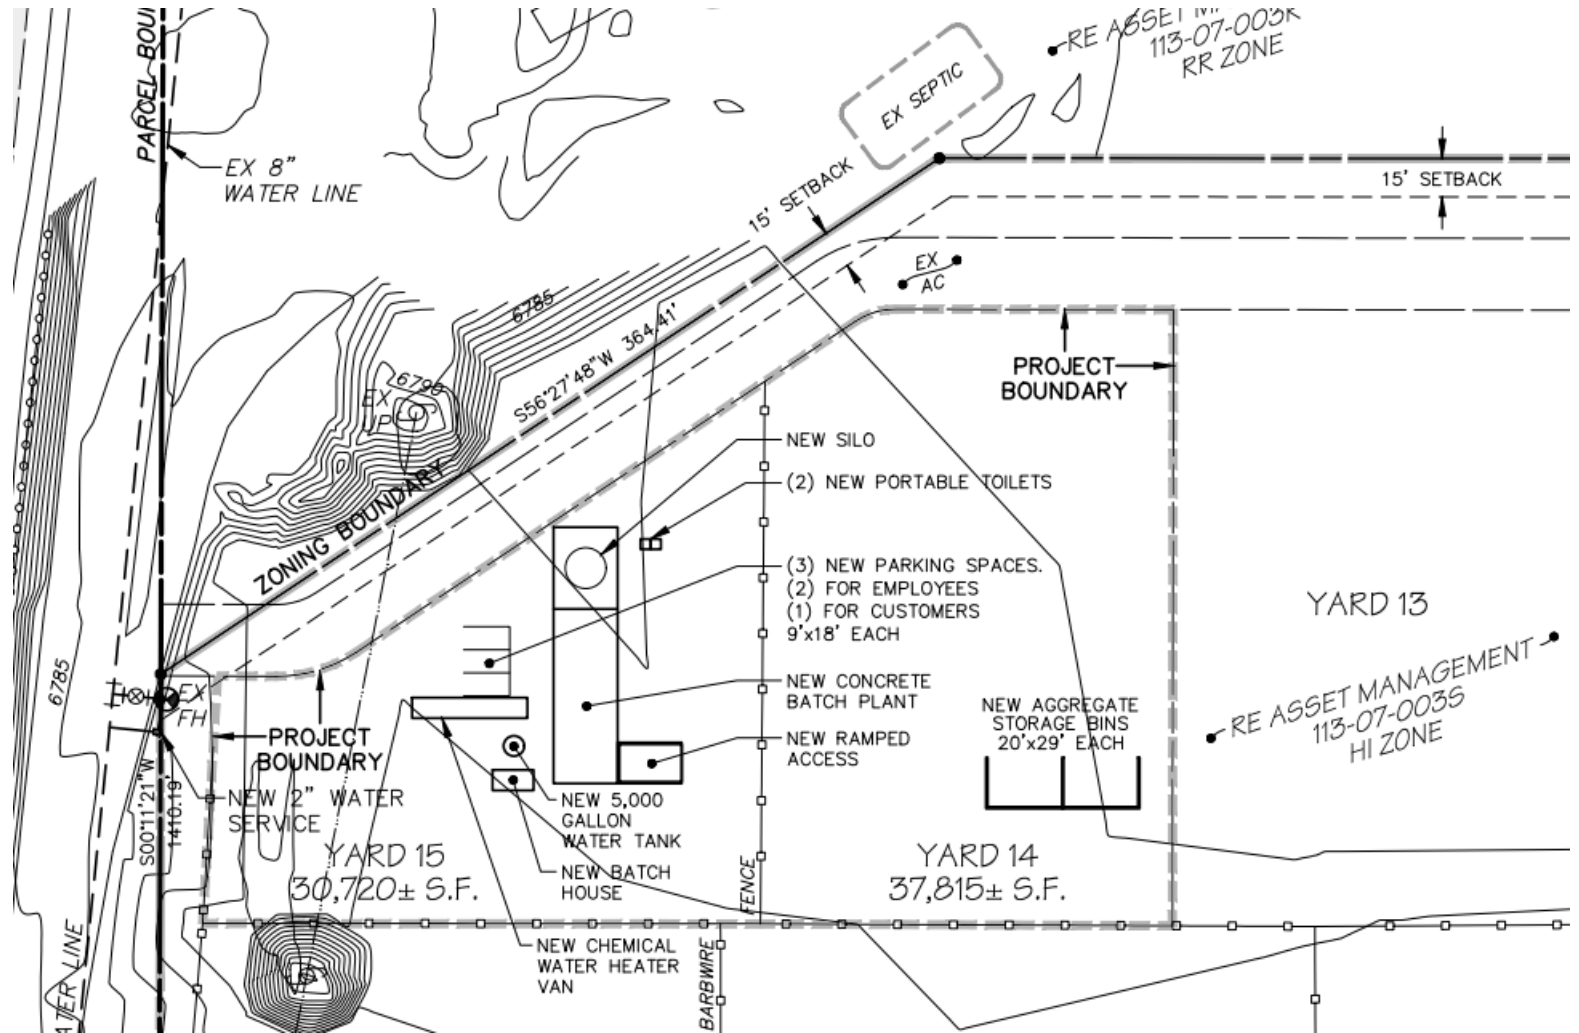 PARCEL BOU
RE ASSET
113-07-003R
RR ZONE
EX SEPTIC
EX 8"
WATER LINE
15' SETBACK
15' SETBACK
EX
AC
6785
S56°27'48"W 364.41'
PROJECT
BOUNDARY
6790
EX
UP
ZONING BOUNDARY
NEW SILO
(2) NEW PORTABLE TOILETS
(3) NEW PARKING SPACES.
(2) FOR EMPLOYEES
(1) FOR CUSTOMERS
9'x18' EACH
YARD 13
6785
EX
FH
NEW CONCRETE
BATCH PLANT
NEW AGGREGATE
STORAGE BINS
20'x29' EACH
RE ASSET MANAGEMENT
113-07-003S
HI ZONE
PROJECT
BOUNDARY
NEW RAMPED
ACCESS
S00°11'21"W
1410.19'
NEW 2" WATER
SERVICE
NEW 5,000
GALLON
WATER TANK
YARD 15
30,720± S.F.
NEW BATCH
HOUSE
FENCE
YARD 14
37,815± S.F.
NEW CHEMICAL
WATER HEATER
VAN
BARBWIRE
ATER LINE